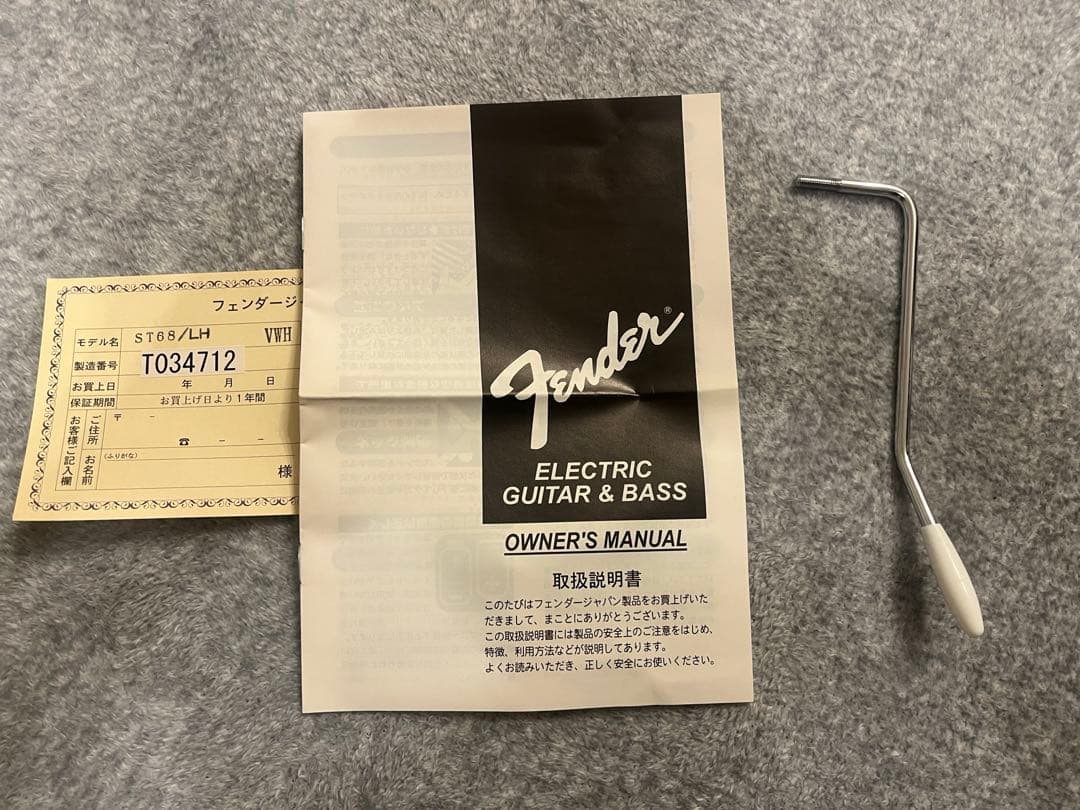 フェンダージ
モデル名 ST68/LH VWH
製造番号 T034712
お買上日 年 月 日
保証期間 お買上げ日より1年間
お客様ご記入欄
ご住所 〒 -
☎ - -
お名前 (ふりがな) 様
Fender®
ELECTRIC
GUITAR & BASS
OWNER'S MANUAL
取扱説明書
このたびはフェンダージャパン製品をお買上げいた
だきまして、まことにありがとうございます。
この取扱説明書には製品の安全上のご注意をはじめ、
特徴、利用方法などが説明してあります。
よくお読みいただき、正しく安全にお使いください。